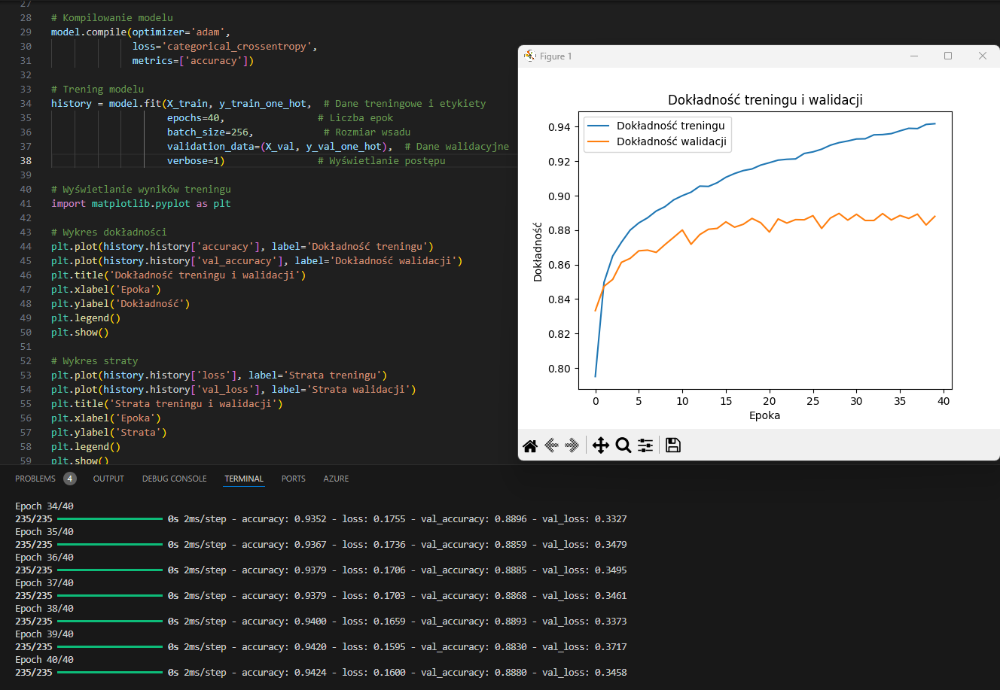 27
28 # Kompilowanie modelu
29 model.compile(optimizer='adam',
30 loss='categorical_crossentropy',
31 metrics=['accuracy'])
32
33 # Trening modelu
34 history = model.fit(X_train, y_train_one_hot, # Dane treningowe i etykiety
35 epochs=40, # Liczba epok
36 batch_size=256, # Rozmiar wsadu
37 validation_data=(X_val, y_val_one_hot), # Dane walidacyjne
38 verbose=1) # Wyświetlanie postępu
39
40 # Wyświetlanie wyników treningu
41 import matplotlib.pyplot as plt
42
43 # Wykres dokładności
44 plt.plot(history.history['accuracy'], label='Dokładność treningu')
45 plt.plot(history.history['val_accuracy'], label='Dokładność walidacji')
46 plt.title('Dokładność treningu i walidacji')
47 plt.xlabel('Epoka')
48 plt.ylabel('Dokładność')
49 plt.legend()
50 plt.show()
51
52 # Wykres straty
53 plt.plot(history.history['loss'], label='Strata treningu')
54 plt.plot(history.history['val_loss'], label='Strata walidacji')
55 plt.title('Strata treningu i walidacji')
56 plt.xlabel('Epoka')
57 plt.ylabel('Strata')
58 plt.legend()
59 plt.show()
Figure 1
Dokładność treningu i walidacji
Dokładność treningu
Dokładność walidacji
0.94
0.92
0.90
0.88
0.86
0.84
0.82
0.80
Dokładność
0 5 10 15 20 25 30 35 40
Epoka
PROBLEMS 4 OUTPUT DEBUG CONSOLE TERMINAL PORTS AZURE
Epoch 34/40
235/235 0s 2ms/step - accuracy: 0.9352 - loss: 0.1755 - val_accuracy: 0.8896 - val_loss: 0.3327
Epoch 35/40
235/235 0s 2ms/step - accuracy: 0.9367 - loss: 0.1736 - val_accuracy: 0.8859 - val_loss: 0.3479
Epoch 36/40
235/235 0s 2ms/step - accuracy: 0.9379 - loss: 0.1706 - val_accuracy: 0.8885 - val_loss: 0.3495
Epoch 37/40
235/235 0s 2ms/step - accuracy: 0.9379 - loss: 0.1703 - val_accuracy: 0.8868 - val_loss: 0.3461
Epoch 38/40
235/235 0s 2ms/step - accuracy: 0.9400 - loss: 0.1659 - val_accuracy: 0.8893 - val_loss: 0.3373
Epoch 39/40
235/235 0s 2ms/step - accuracy: 0.9420 - loss: 0.1595 - val_accuracy: 0.8830 - val_loss: 0.3717
Epoch 40/40
235/235 0s 2ms/step - accuracy: 0.9424 - loss: 0.1600 - val_accuracy: 0.8880 - val_loss: 0.3458